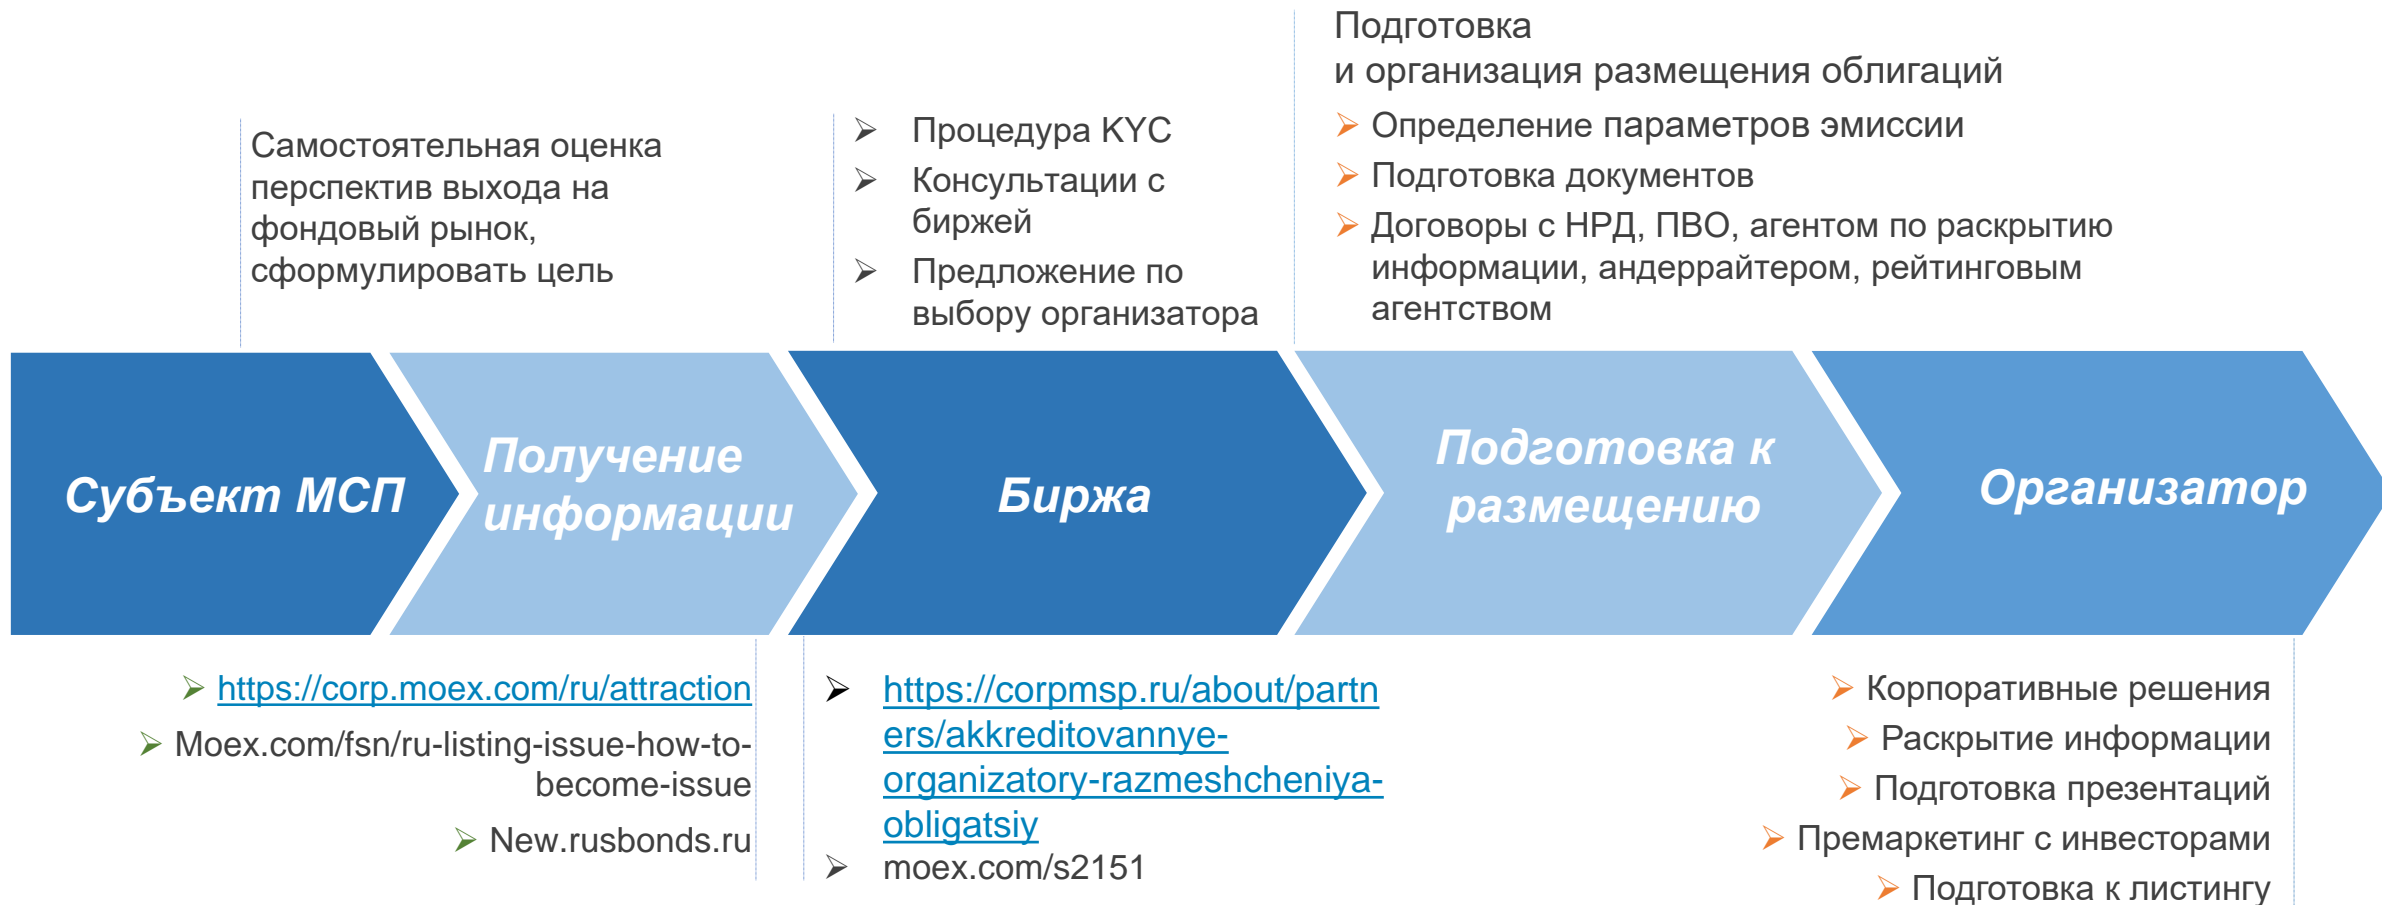 Подготовка
и организация размещения облигаций
➢ Определение параметров эмиссии
➢ Подготовка документов
➢ Договоры с НРД, ПВО, агентом по раскрытию
информации, андеррайтером, рейтинговым
агентством
Самостоятельная оценка
перспектив выхода на
фондовый рынок,
сформулировать цель
➢ Процедура KYC
➢ Консультации с
биржей
➢ Предложение по
выбору организатора
Субъект МСП
Получение
информации
Биржа
Подготовка к
размещению
Организатор
➢ https://corp.moex.com/ru/attraction
➢ Moex.com/fsn/ru-listing-issue-how-to-
become-issue
➢ New.rusbonds.ru
➢ https://corpmsp.ru/about/partn
ers/akkreditovannye-
organizatory-razmeshcheniya-
obligatsiy
➢ moex.com/s2151
➢ Корпоративные решения
➢ Раскрытие информации
➢ Подготовка презентаций
➢ Премаркетинг с инвесторами
➢ Подготовка к листингу